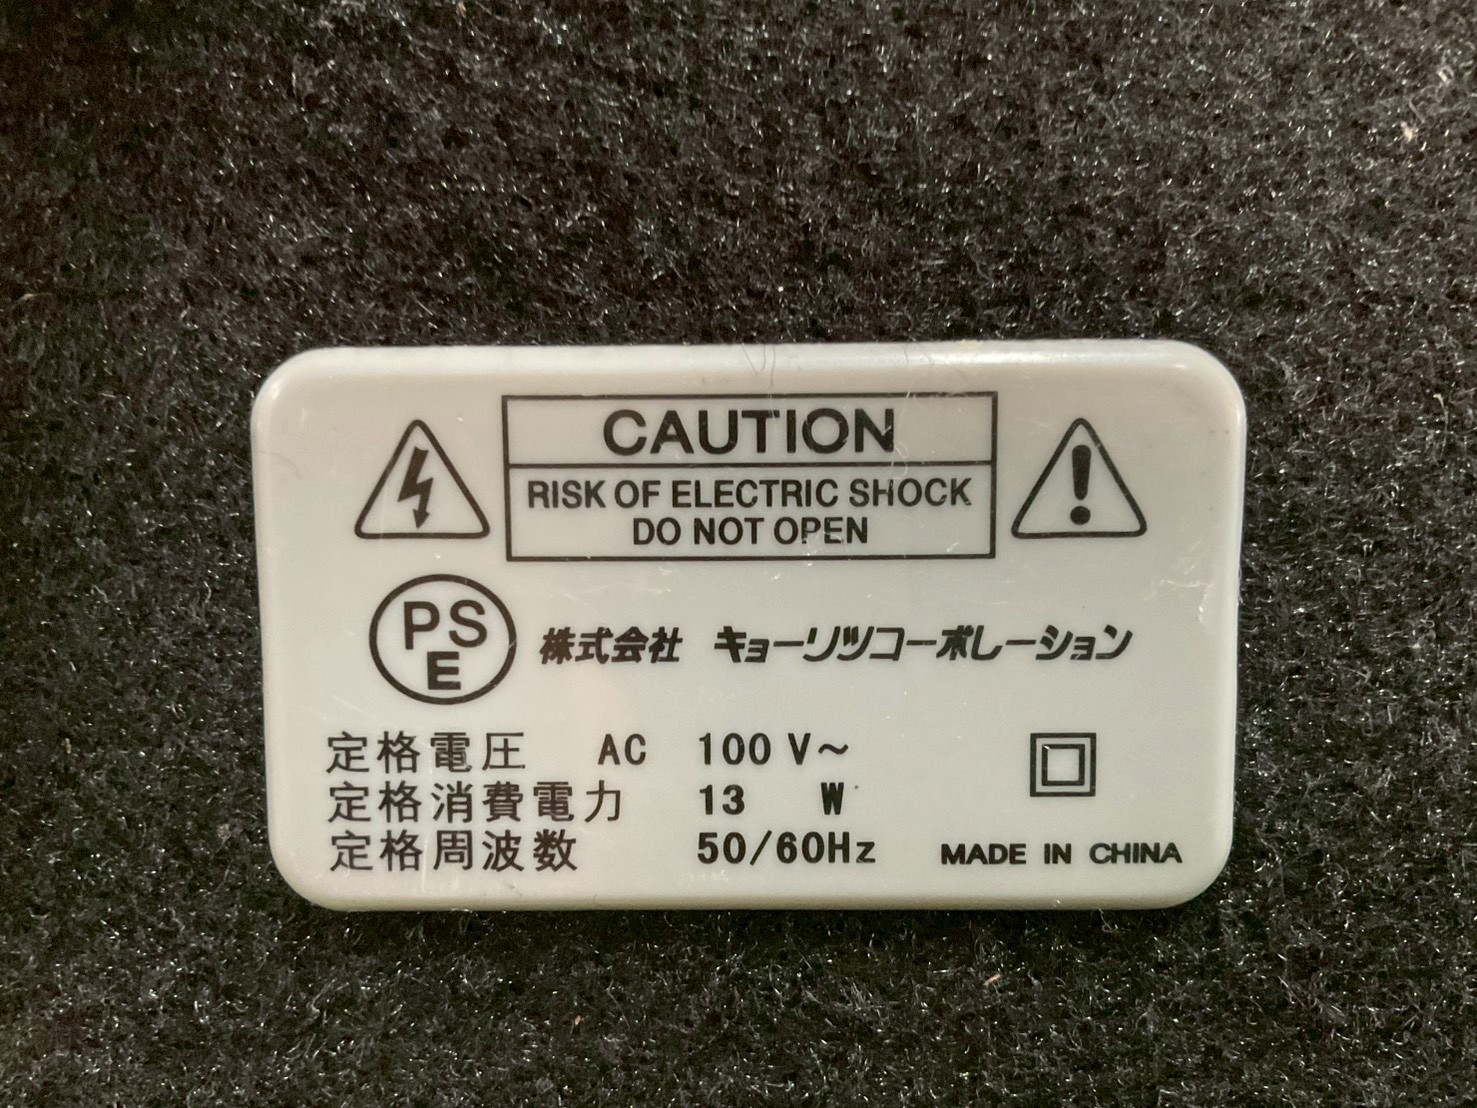 CAUTION
RISK OF ELECTRIC SHOCK
DO NOT OPEN
PS
E
株式会社 キョーリツコーポレーション
定格電圧 AC 100 V～
定格消費電力 13 W
定格周波数 50/60Hz
MADE IN CHINA